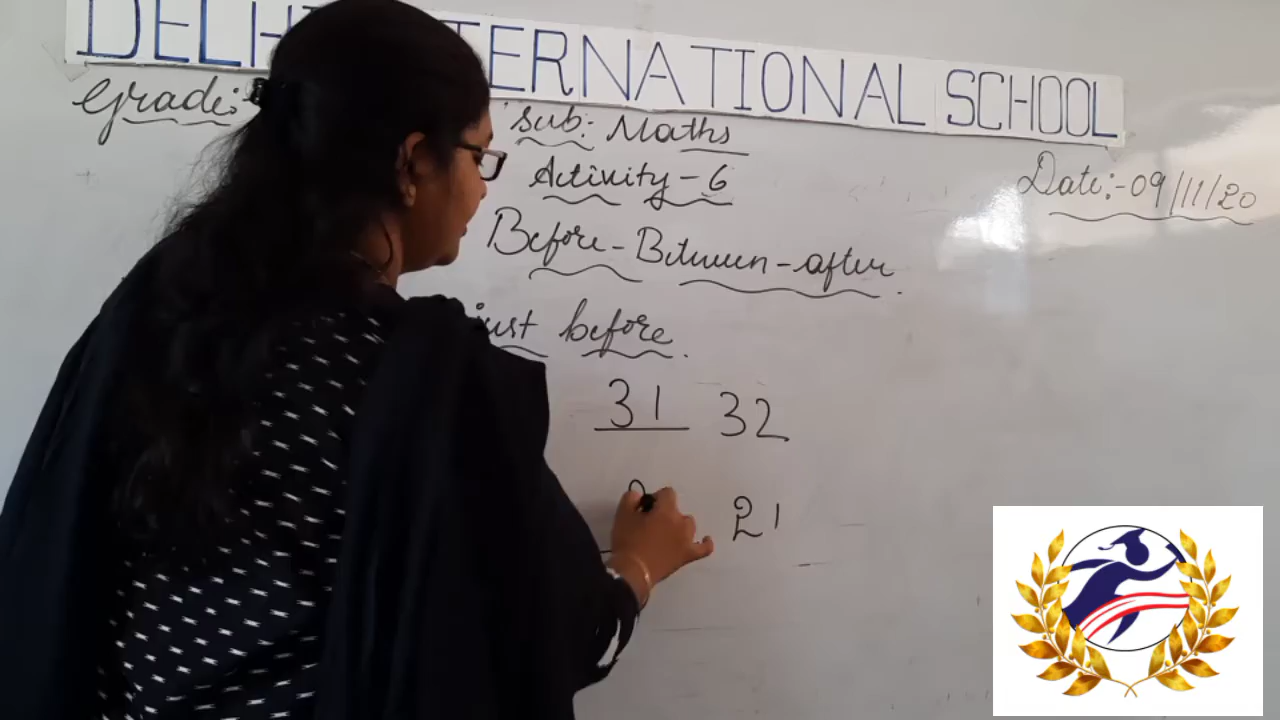 INTERNATIONAL SCHOOL
Grade:
Sub: Maths
Activity - 6
Date:- 09/11/20
Before - Between - after.
just before.
31 32
21